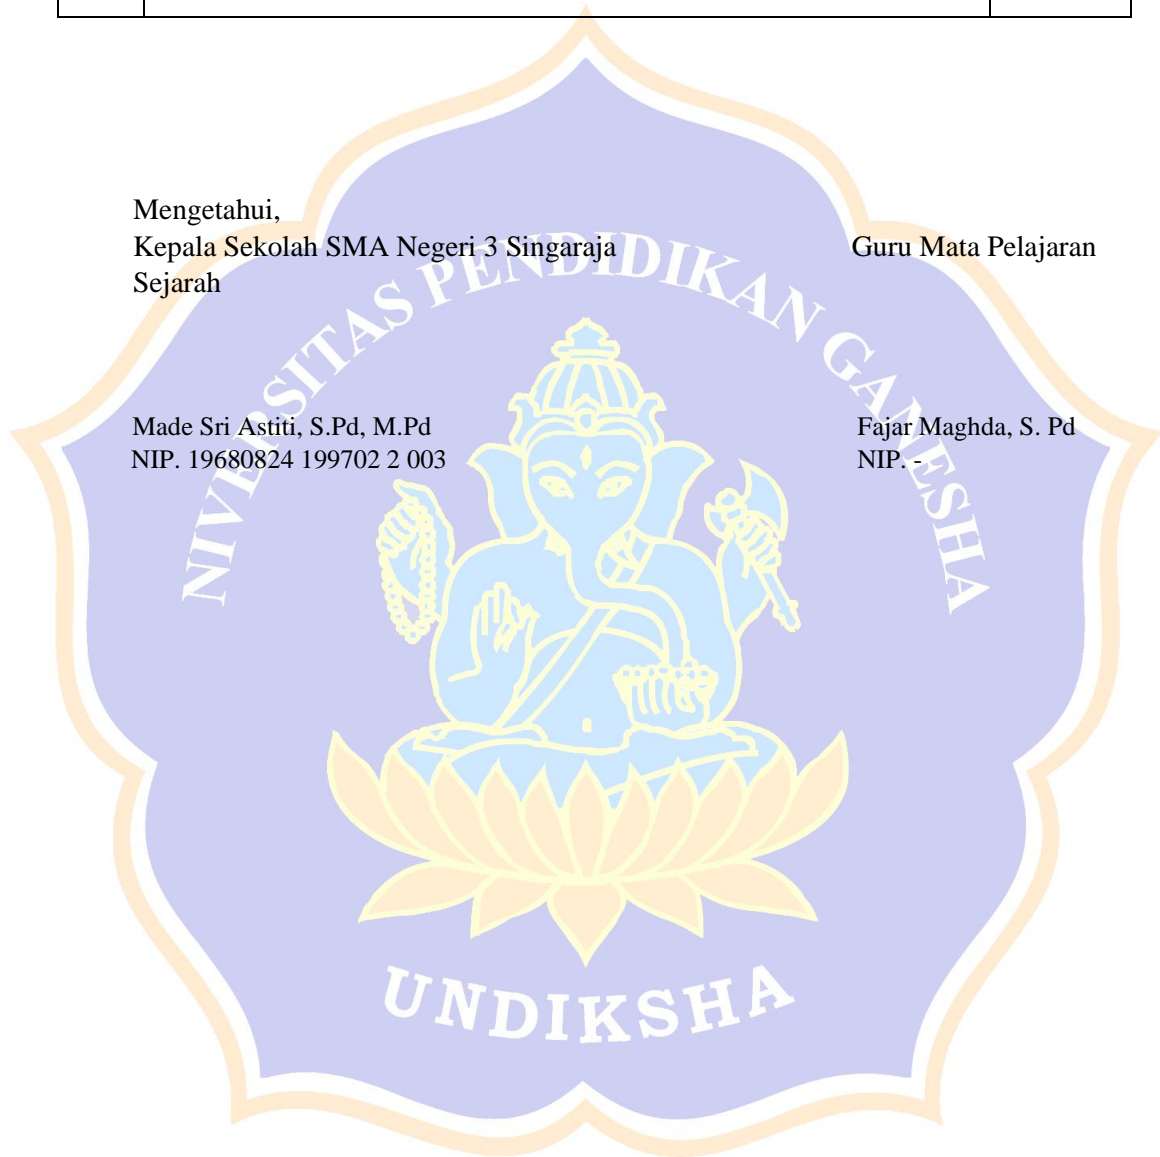 Mengetahui,
Kepala Sekolah SMA Negeri 3 Singaraja Guru Mata Pelajaran
Sejarah
Made Sri Astiti, S.Pd, M.Pd Fajar Maghda, S. Pd
NIP. 19680824 199702 2 003 NIP. -
NIVERSITAS PENDIDIKAN GANESHA
UNDIKSHA